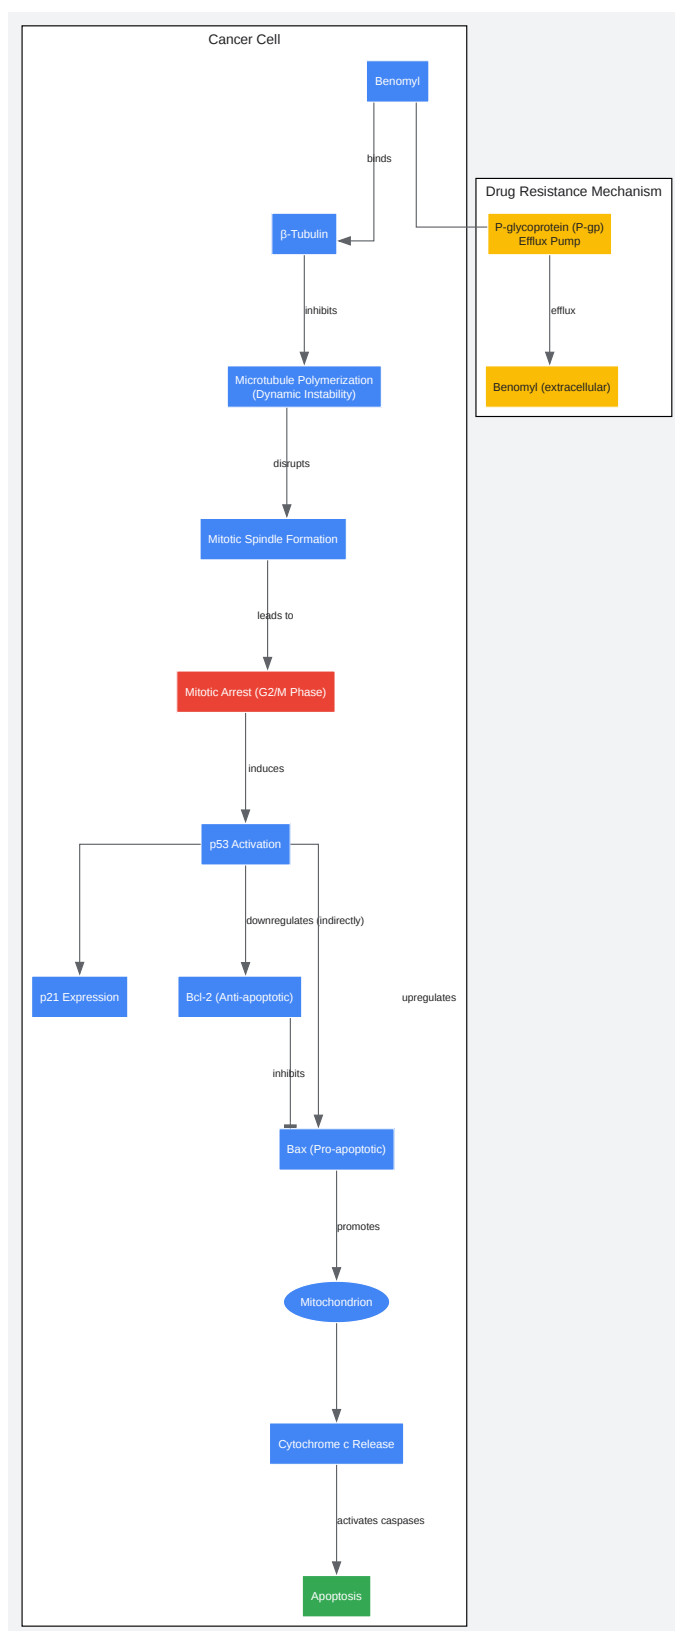 Cancer Cell
Benomyl
binds
Drug Resistance Mechanism
β-Tubulin
P-glycoprotein (P-gp)
Efflux Pump
inhibits
efflux
Microtubule Polymerization
(Dynamic Instability)
Benomyl (extracellular)
disrupts
Mitotic Spindle Formation
leads to
Mitotic Arrest (G2/M Phase)
induces
p53 Activation
downregulates (indirectly)
p21 Expression
Bcl-2 (Anti-apoptotic)
upregulates
inhibits
Bax (Pro-apoptotic)
promotes
Mitochondrion
Cytochrome c Release
activates caspases
Apoptosis